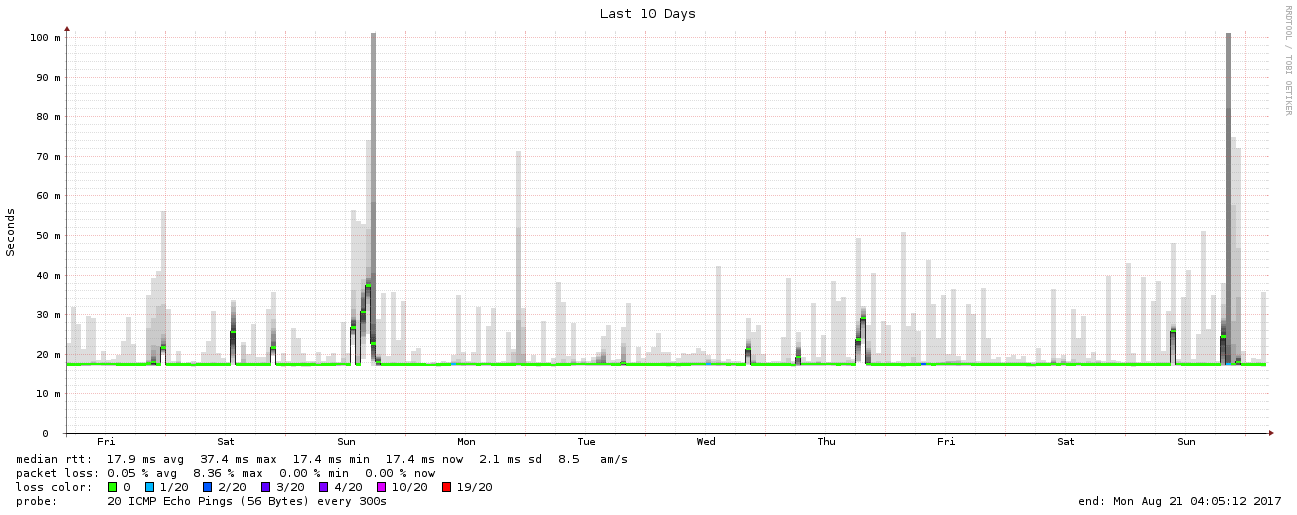 Last 10 Days
RRDTOOL / TOBI OETIKER
Seconds
100 m
90 m
80 m
70 m
60 m
50 m
40 m
30 m
20 m
10 m
0
Fri Sat Sun Mon Tue Wed Thu Fri Sat Sun
median rtt: 17.9 ms avg 37.4 ms max 17.4 ms min 17.4 ms now 2.1 ms sd 8.5 am/s
packet loss: 0.05 % avg 8.36 % max 0.00 % min 0.00 % now
loss color: 0 1/20 2/20 3/20 4/20 10/20 19/20
probe: 20 ICMP Echo Pings (56 Bytes) every 300s end: Mon Aug 21 04:05:12 2017